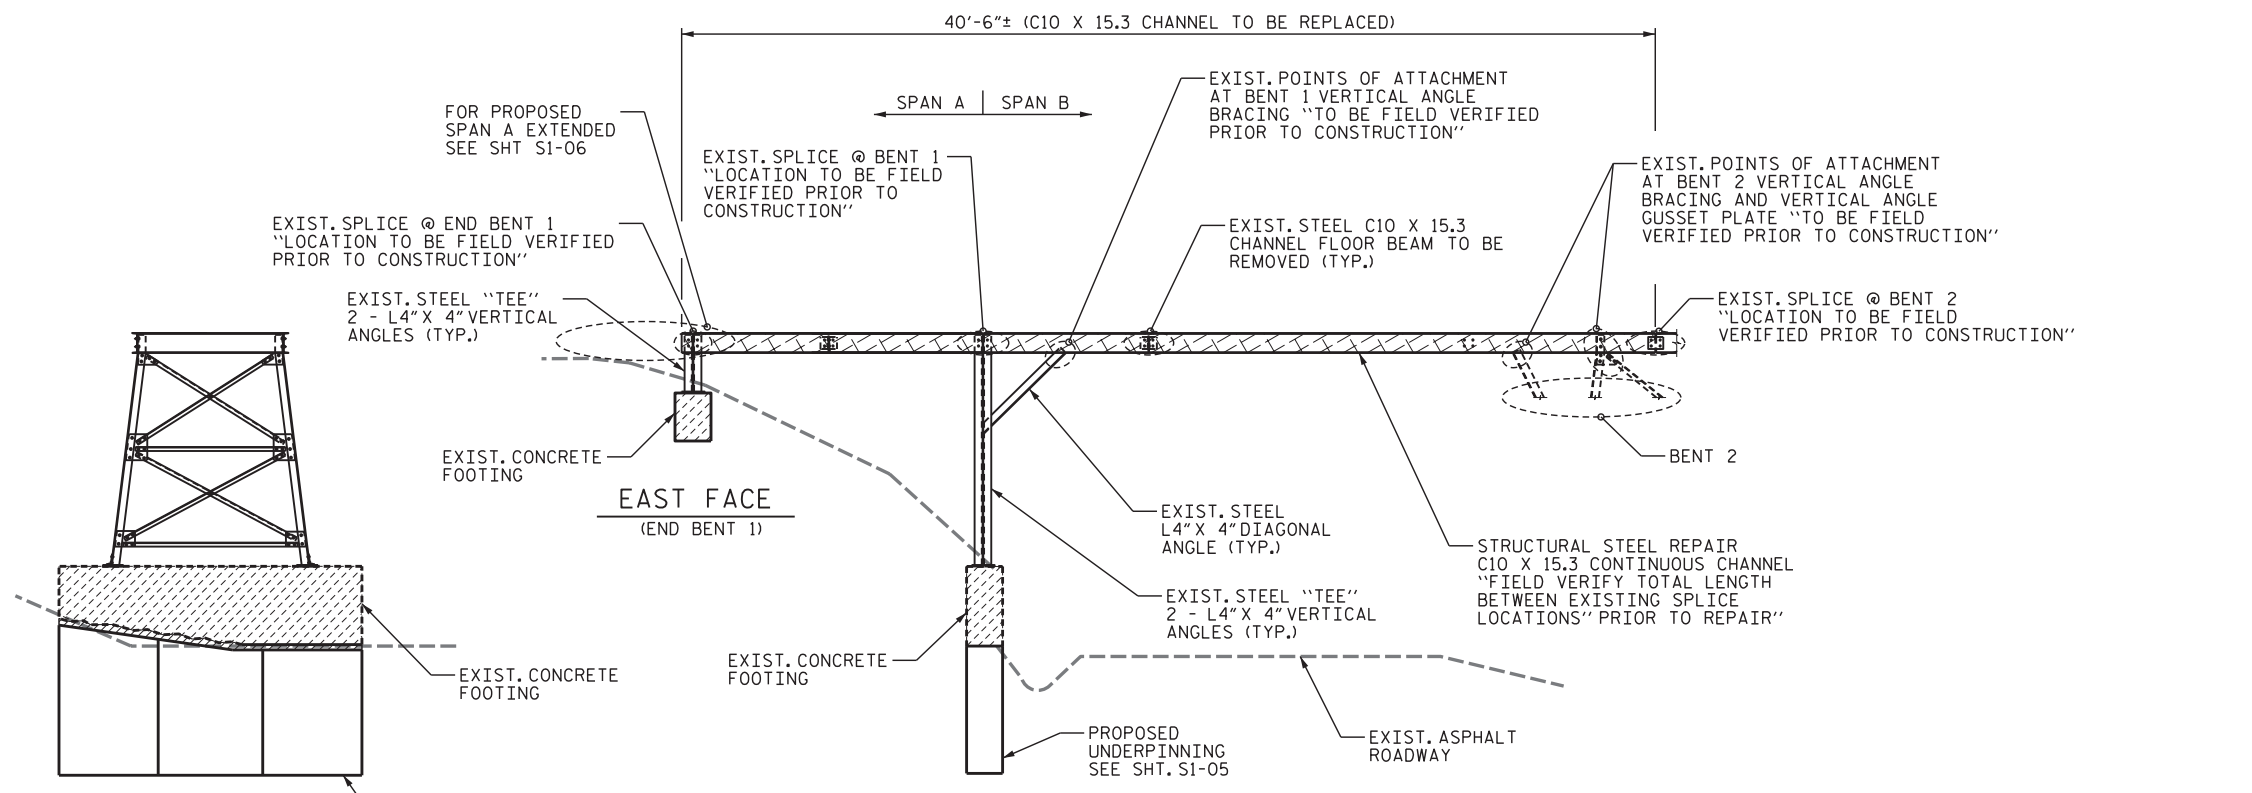 40'-6"± (C10 X 15.3 CHANNEL TO BE REPLACED)
SPAN A
SPAN B
FOR PROPOSED
SPAN A EXTENDED
SEE SHT S1-06
EXIST. SPLICE @ BENT 1
``LOCATION TO BE FIELD
VERIFIED PRIOR TO
CONSTRUCTION''
EXIST. POINTS OF ATTACHMENT
AT BENT 1 VERTICAL ANGLE
BRACING ``TO BE FIELD VERIFIED
PRIOR TO CONSTRUCTION''
EXIST. POINTS OF ATTACHMENT
AT BENT 2 VERTICAL ANGLE
BRACING AND VERTICAL ANGLE
GUSSET PLATE ``TO BE FIELD
VERIFIED PRIOR TO CONSTRUCTION''
EXIST. SPLICE @ END BENT 1
``LOCATION TO BE FIELD VERIFIED
PRIOR TO CONSTRUCTION''
EXIST. STEEL C10 X 15.3
CHANNEL FLOOR BEAM TO BE
REMOVED (TYP.)
EXIST. STEEL ``TEE''
2 - L4"X 4" VERTICAL
ANGLES (TYP.)
EXIST. SPLICE @ BENT 2
``LOCATION TO BE FIELD
VERIFIED PRIOR TO CONSTRUCTION''
EXIST. CONCRETE
FOOTING
BENT 2
EAST FACE
(END BENT 1)
EXIST. STEEL
L4"X 4" DIAGONAL
ANGLE (TYP.)
STRUCTURAL STEEL REPAIR
C10 X 15.3 CONTINUOUS CHANNEL
``FIELD VERIFY TOTAL LENGTH
BETWEEN EXISTING SPLICE
LOCATIONS'' PRIOR TO REPAIR''
EXIST. STEEL ``TEE''
2 - L4"X 4" VERTICAL
ANGLES (TYP.)
EXIST. CONCRETE
FOOTING
EXIST. CONCRETE
FOOTING
PROPOSED
UNDERPINNING
SEE SHT. S1-05
EXIST. ASPHALT
ROADWAY